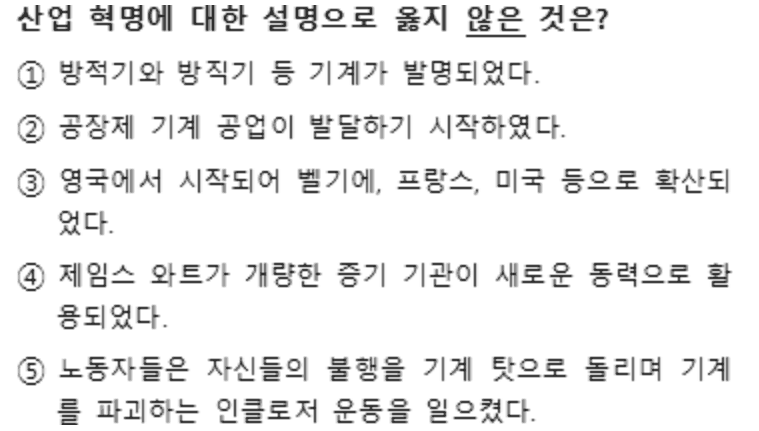 산업 혁명에 대한 설명으로 옳지 않은 것은?
① 방적기와 방직기 등 기계가 발명되었다.
② 공장제 기계 공업이 발달하기 시작하였다.
③ 영국에서 시작되어 벨기에, 프랑스, 미국 등으로 확산되
었다.
④ 제임스 와트가 개량한 증기 기관이 새로운 동력으로 활
용되었다.
⑤ 노동자들은 자신들의 불행을 기계 탓으로 돌리며 기계
를 파괴하는 인클로저 운동을 일으켰다.